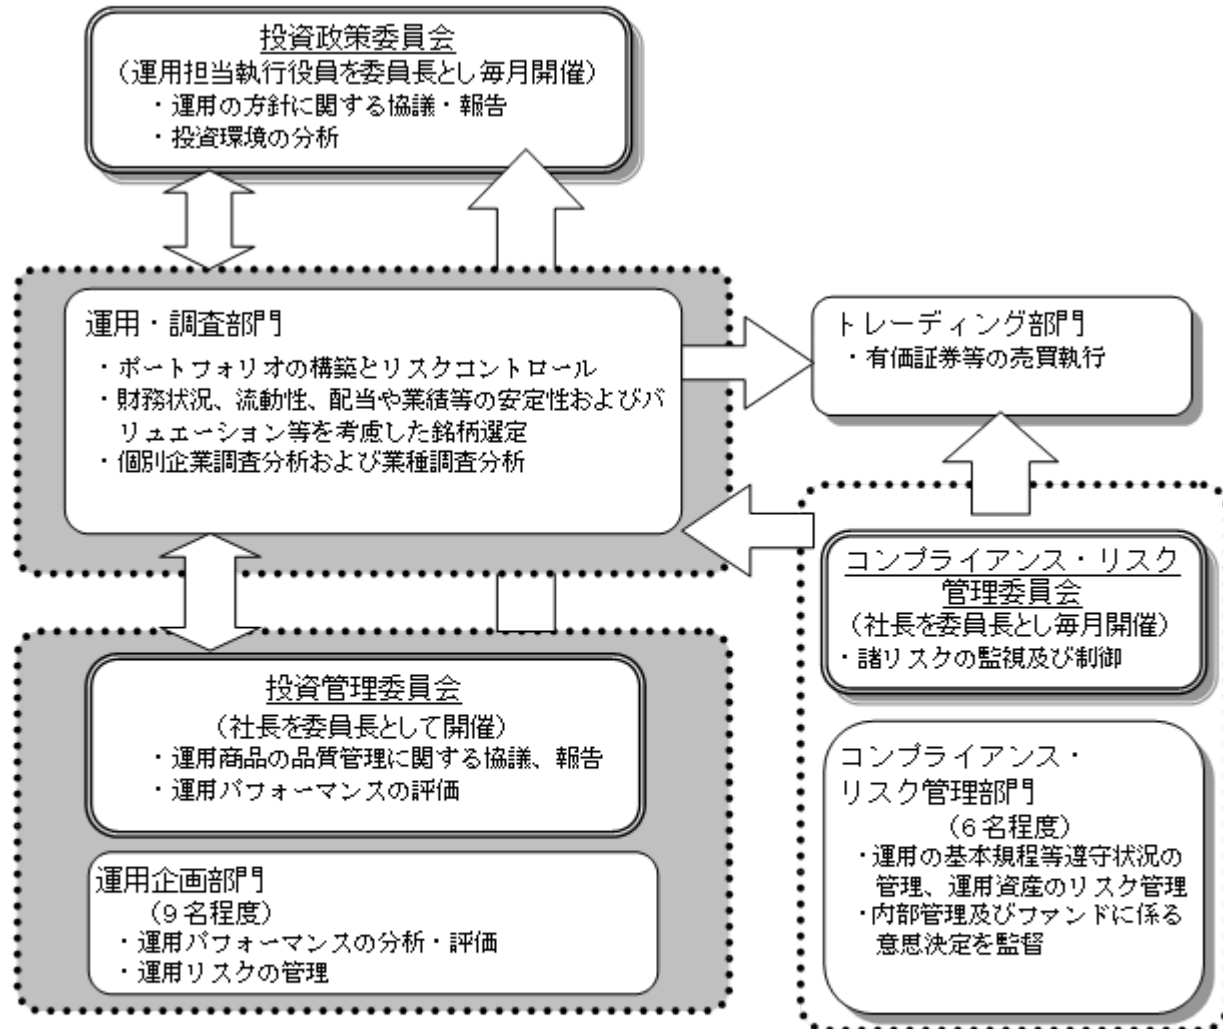 投資政策委員会
（運用担当執行役員を委員長とし毎月開催）
・運用の方針に関する協議・報告
・投資環境の分析
運用・調査部門
・ポートフォリオの構築とリスクコントロール
・財務状況、流動性、配当や業績等の安定性およびバ
リュエーション等を考慮した銘柄選定
・個別企業調査分析および業種調査分析
トレーディング部門
・有価証券等の売買執行
投資管理委員会
（社長を委員長として開催）
・運用商品の品質管理に関する協議、報告
・運用パフォーマンスの評価
運用企画部門
（９名程度）
・運用パフォーマンスの分析・評価
・運用リスクの管理
コンプライアンス・リスク
管理委員会
（社長を委員長とし毎月開催）
・諸リスクの監視及び制御
コンプライアンス・
リスク管理部門
（６名程度）
・運用の基本規程等遵守状況の
管理、運用資産のリスク管理
・内部管理及びファンドに係る
意思決定を監督